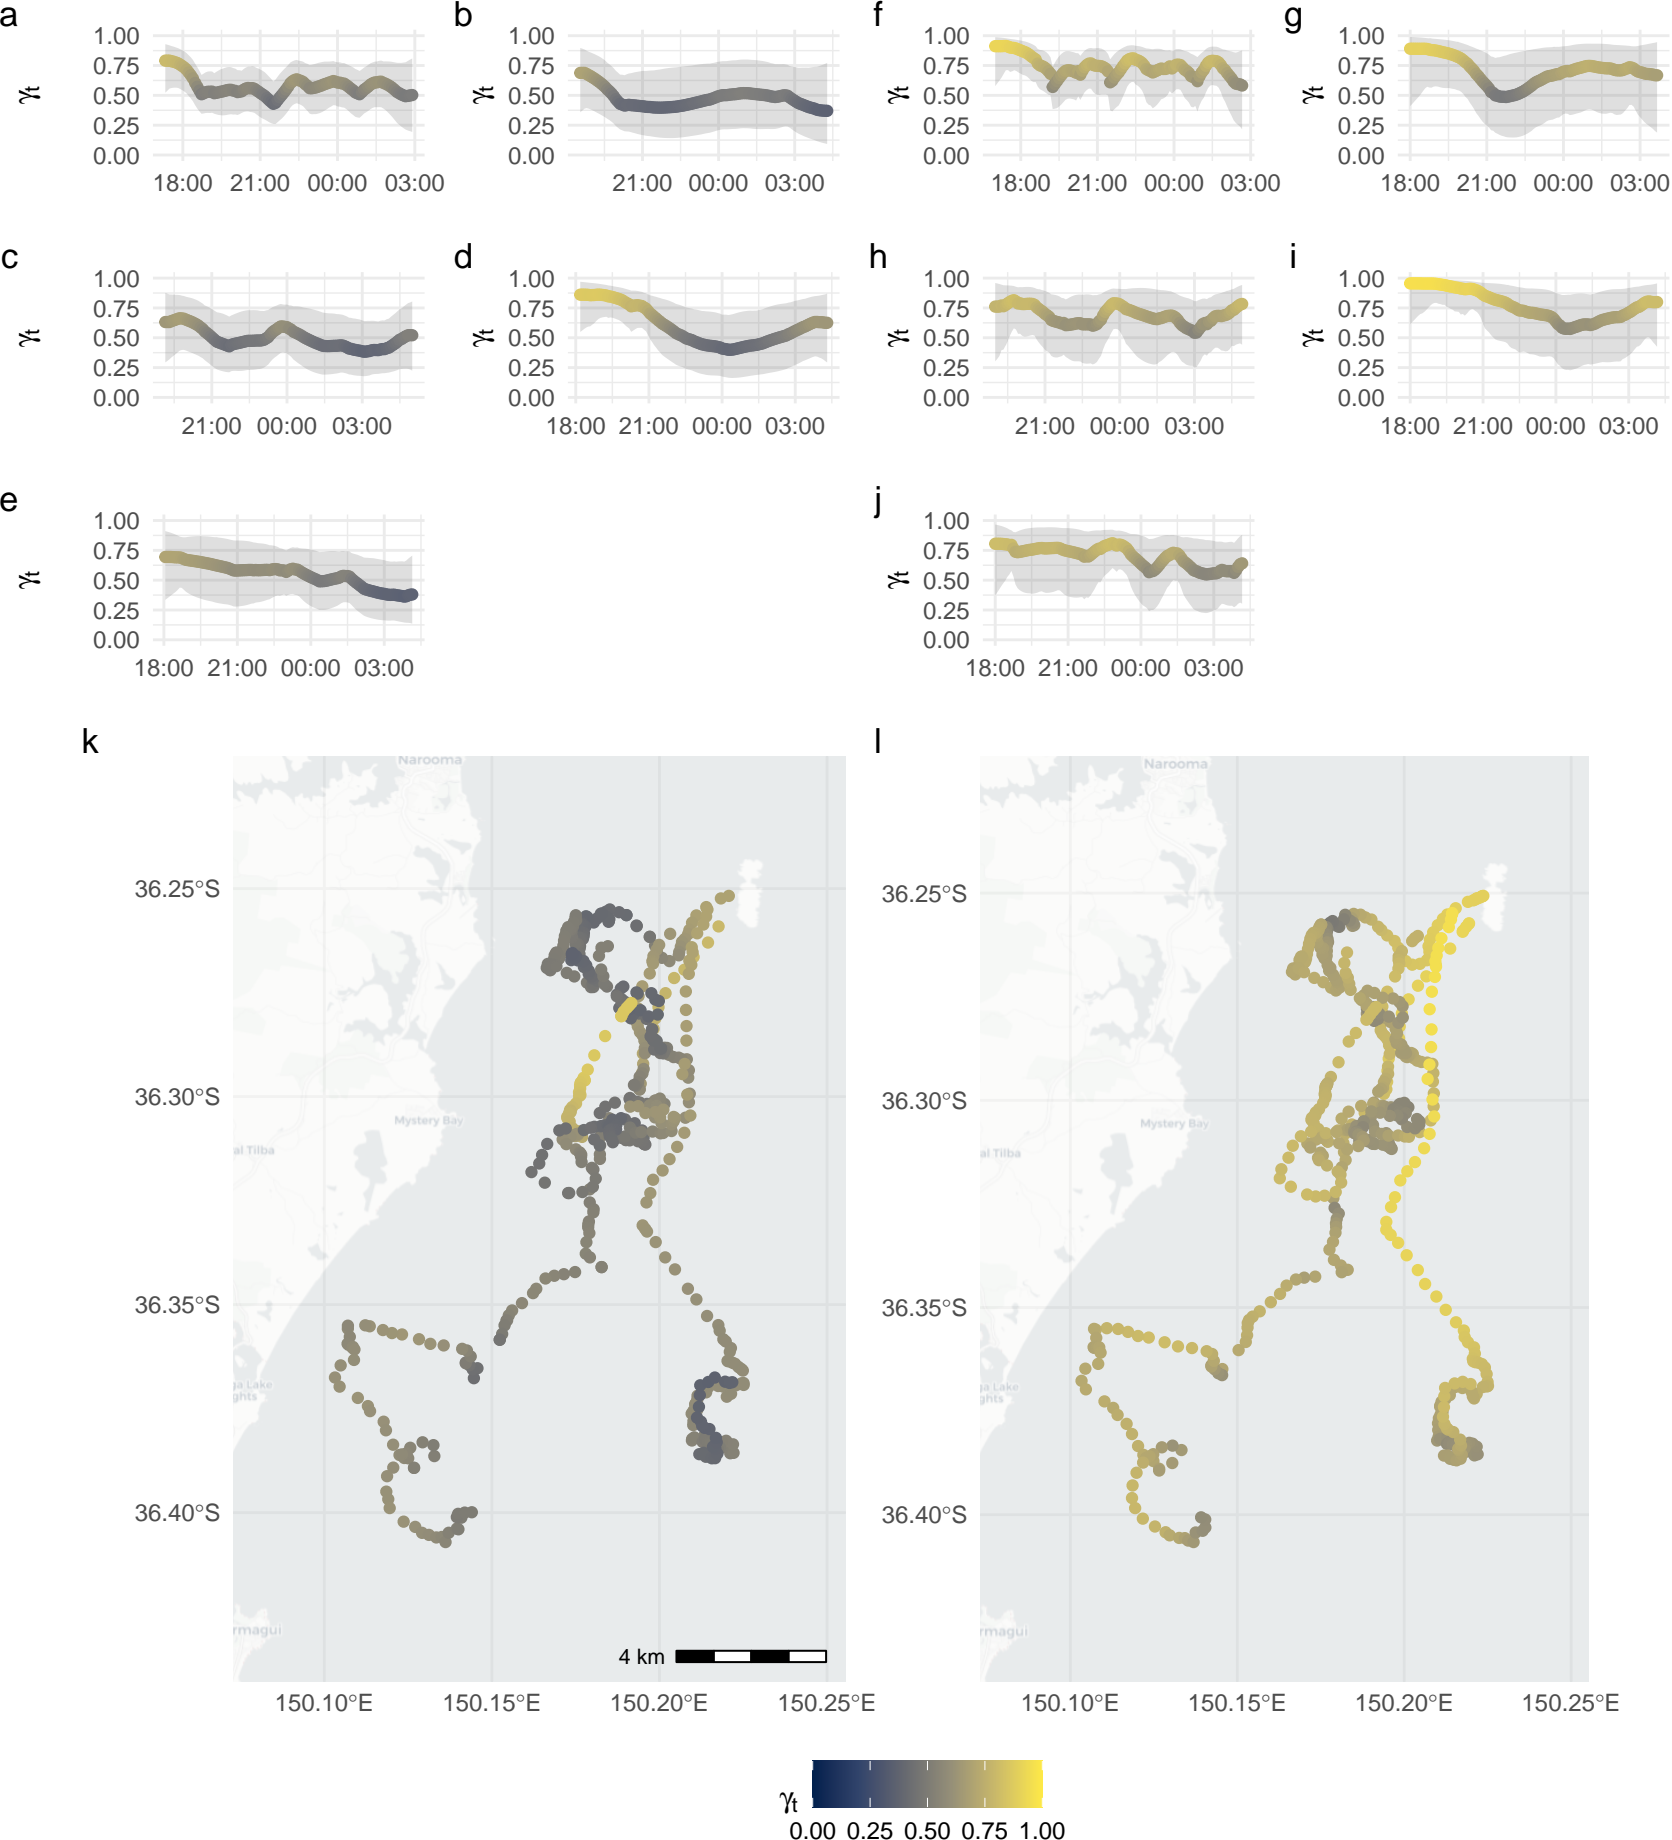 a b f g
1.00 1.00 1.00 1.00
0.75 0.75 0.75 0.75
γt 0.50 γt 0.50 γt 0.50 γt 0.50
0.25 0.25 0.25 0.25
0.00 0.00 0.00 0.00
18:00 21:00 00:00 03:00 21:00 00:00 03:00 18:00 21:00 00:00 03:00 18:00 21:00 00:00 03:00
c d h i
1.00 1.00 1.00 1.00
0.75 0.75 0.75 0.75
γt 0.50 γt 0.50 γt 0.50 γt 0.50
0.25 0.25 0.25 0.25
0.00 0.00 0.00 0.00
21:00 00:00 03:00 18:00 21:00 00:00 03:00 21:00 00:00 03:00 18:00 21:00 00:00 03:00
e j
1.00 1.00
0.75 0.75
γt 0.50 γt 0.50
0.25 0.25
0.00 0.00
18:00 21:00 00:00 03:00 18:00 21:00 00:00 03:00
k l
Narooma Narooma
36.25°S 36.25°S
36.30°S 36.30°S
Mystery Bay Mystery Bay
al Tilba al Tilba
36.35°S 36.35°S
ga Lake ga Lake
ghts ghts
36.40°S 36.40°S
rmagui rmagui
4 km
150.10°E 150.15°E 150.20°E 150.25°E 150.10°E 150.15°E 150.20°E 150.25°E
γt
0.00 0.25 0.50 0.75 1.00